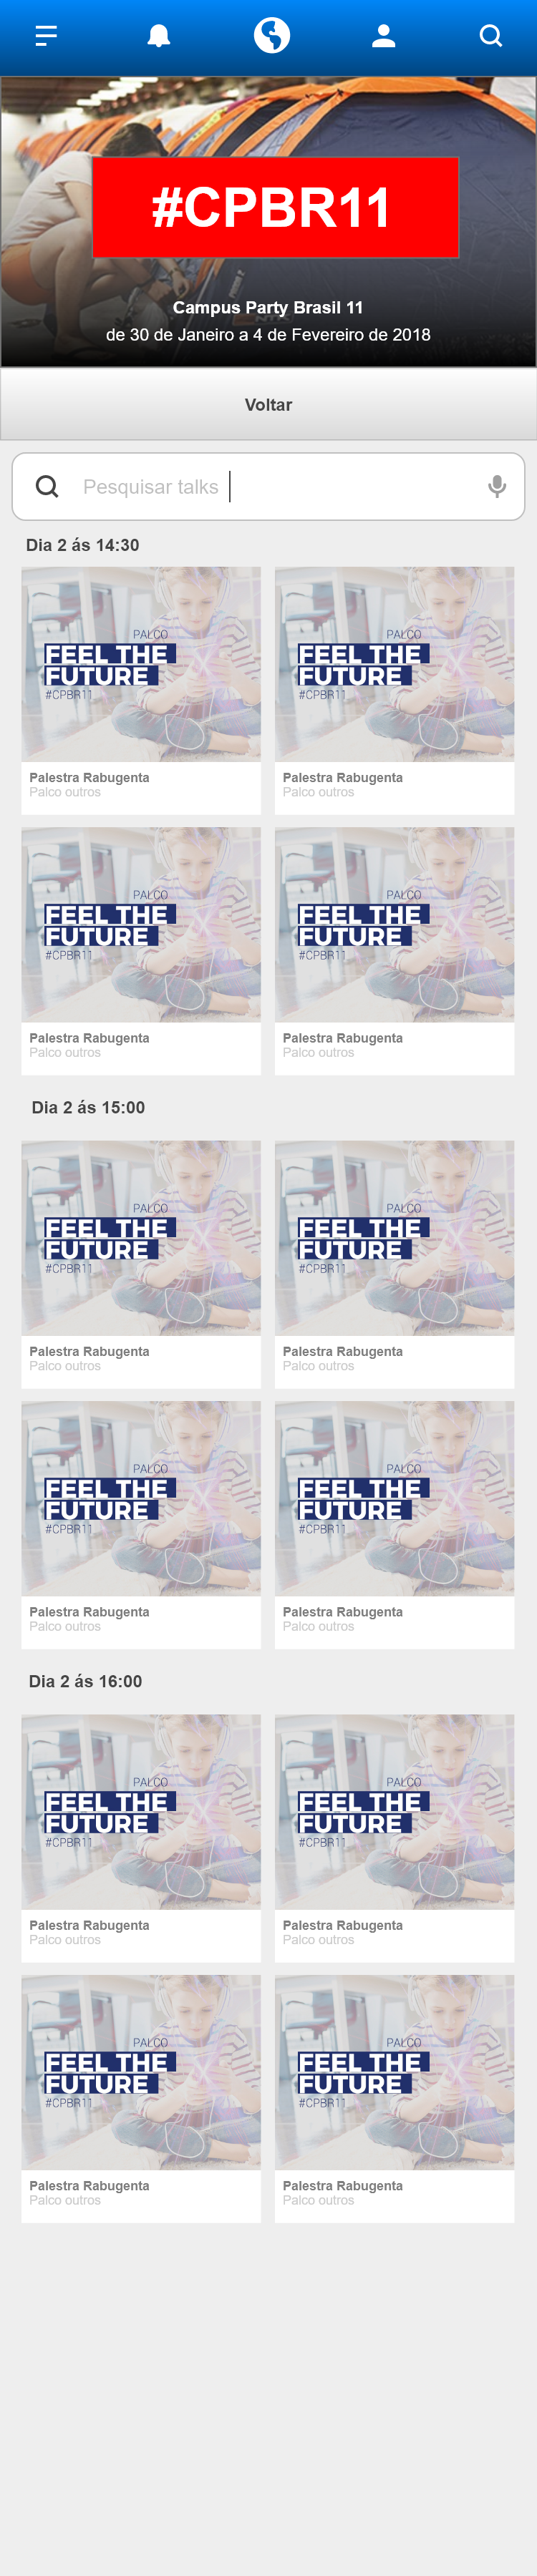 #CPBR11
Campus Party Brasil 11
de 30 de Janeiro a 4 de Fevereiro de 2018
Voltar
Pesquisar talks
Dia 2 ás 14:30
PALCO
FEEL THE
FUTURE
#CPBR11
Palestra Rabugenta
Palco outros
PALCO
FEEL THE
FUTURE
#CPBR11
Palestra Rabugenta
Palco outros
PALCO
FEEL THE
FUTURE
#CPBR11
Palestra Rabugenta
Palco outros
PALCO
FEEL THE
FUTURE
#CPBR11
Palestra Rabugenta
Palco outros
Dia 2 ás 15:00
PALCO
FEEL THE
FUTURE
#CPBR11
Palestra Rabugenta
Palco outros
PALCO
FEEL THE
FUTURE
#CPBR11
Palestra Rabugenta
Palco outros
PALCO
FEEL THE
FUTURE
#CPBR11
Palestra Rabugenta
Palco outros
PALCO
FEEL THE
FUTURE
#CPBR11
Palestra Rabugenta
Palco outros
Dia 2 ás 16:00
PALCO
FEEL THE
FUTURE
#CPBR11
Palestra Rabugenta
Palco outros
PALCO
FEEL THE
FUTURE
#CPBR11
Palestra Rabugenta
Palco outros
PALCO
FEEL THE
FUTURE
#CPBR11
Palestra Rabugenta
Palco outros
PALCO
FEEL THE
FUTURE
#CPBR11
Palestra Rabugenta
Palco outros